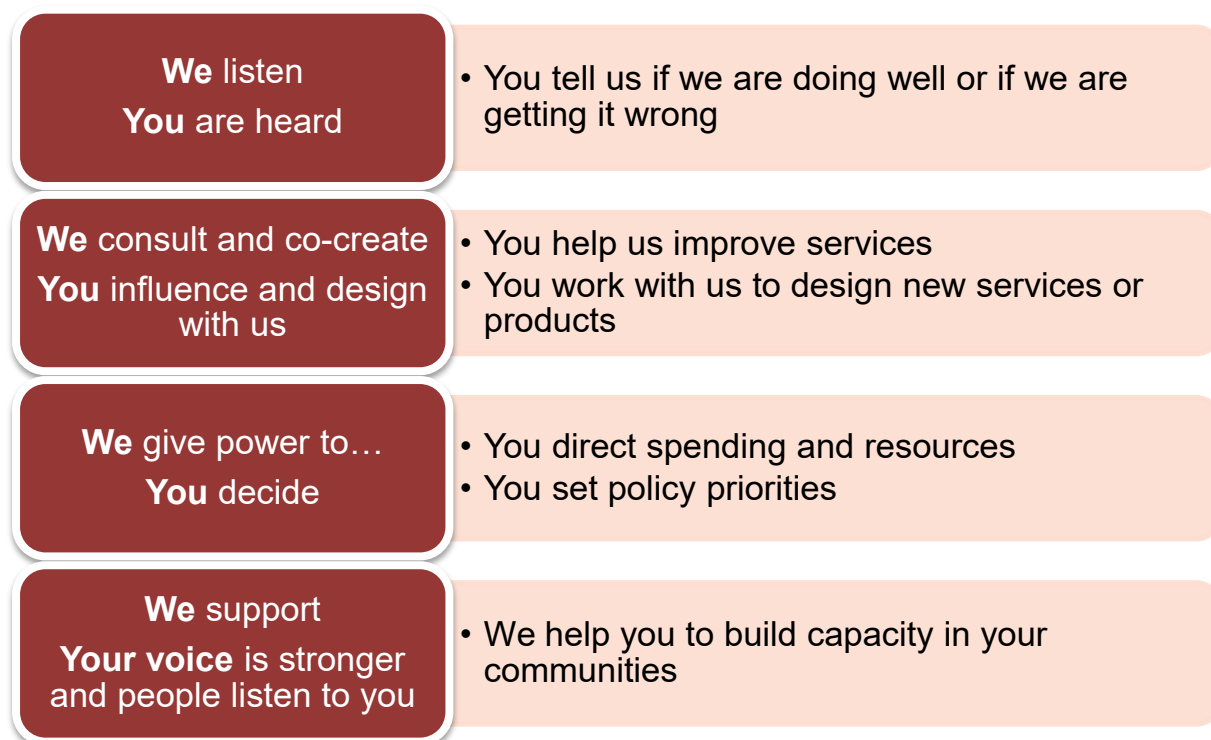 We listen
You are heard
• You tell us if we are doing well or if we are
getting it wrong
We consult and co-create
You influence and design
with us
• You help us improve services
• You work with us to design new services or
products
We give power to…
You decide
• You direct spending and resources
• You set policy priorities
We support
Your voice is stronger
and people listen to you
• We help you to build capacity in your
communities